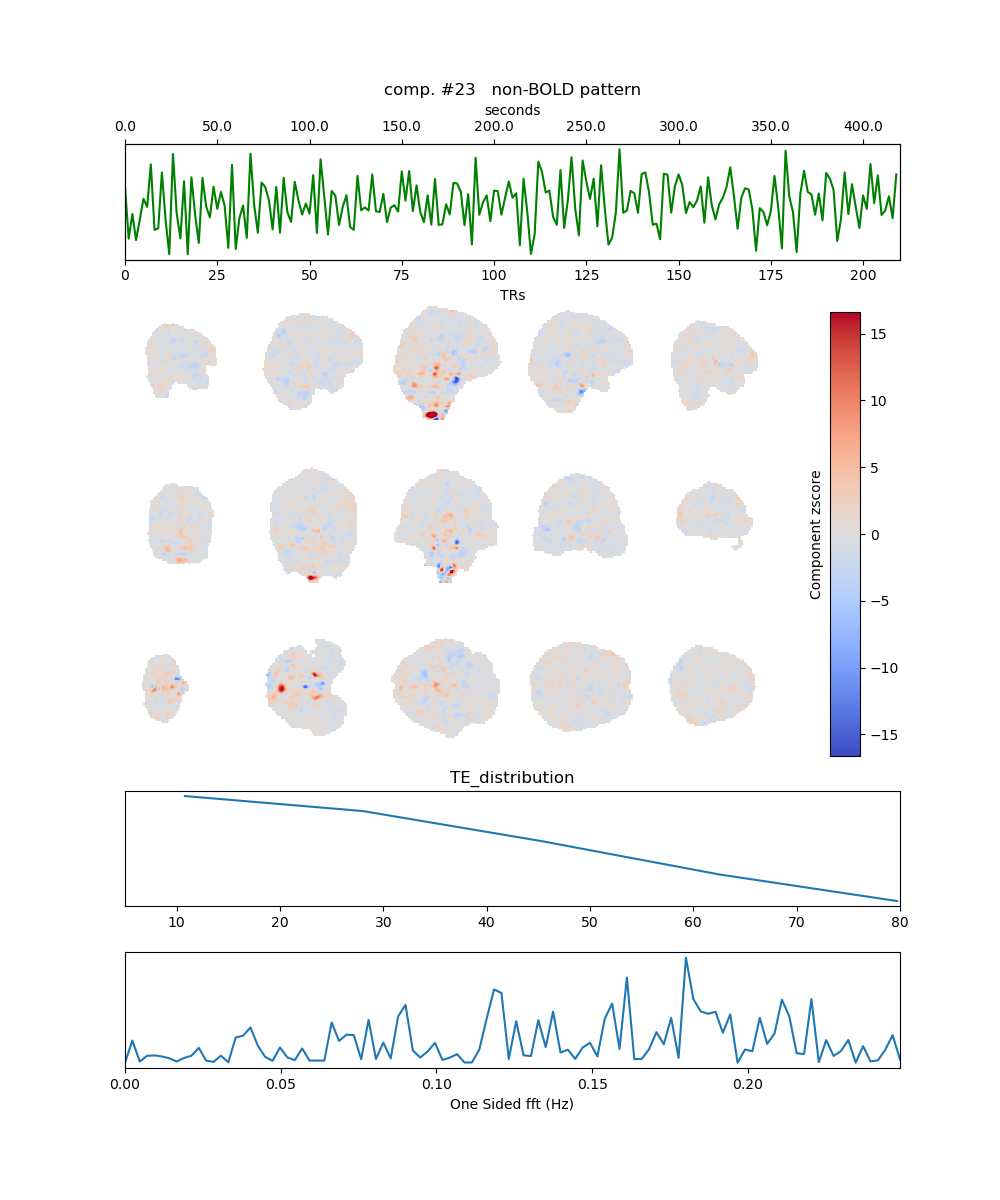 comp. #23   non-BOLD pattern
seconds
0.0 50.0 100.0 150.0 200.0 250.0 300.0 350.0 400.0
0 25 50 75 100 125 150 175 200
TRs
15
10
5
0
−5
−10
−15
Component zscore
TE_distribution
10 20 30 40 50 60 70 80
0.00 0.05 0.10 0.15 0.20
One Sided fft (Hz)